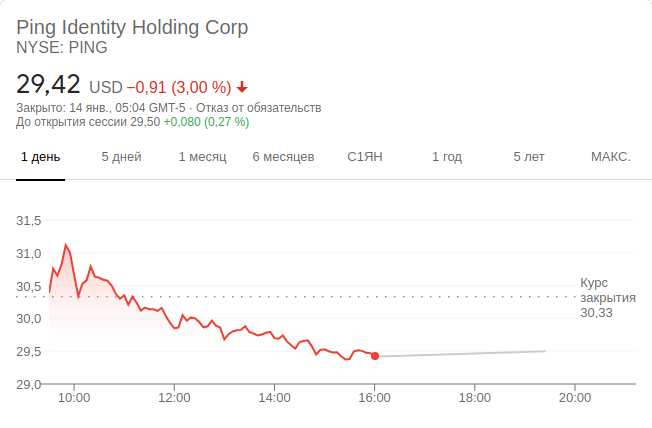 Ping Identity Holding Corp
NYSE: PING
29,42 USD −0,91 (3,00 %)
Закрыто: 14 янв., 05:04 GMT-5 · Отказ от обязательств
До открытия сессии 29,50 +0,080 (0,27 %)
1 день 5 дней 1 месяц 6 месяцев С1ЯН 1 год 5 лет МАКС.
31,5
31,0
30,5
Курс
закрытия
30,33
30,0
29,5
29,0
10:00 12:00 14:00 16:00 18:00 20:00